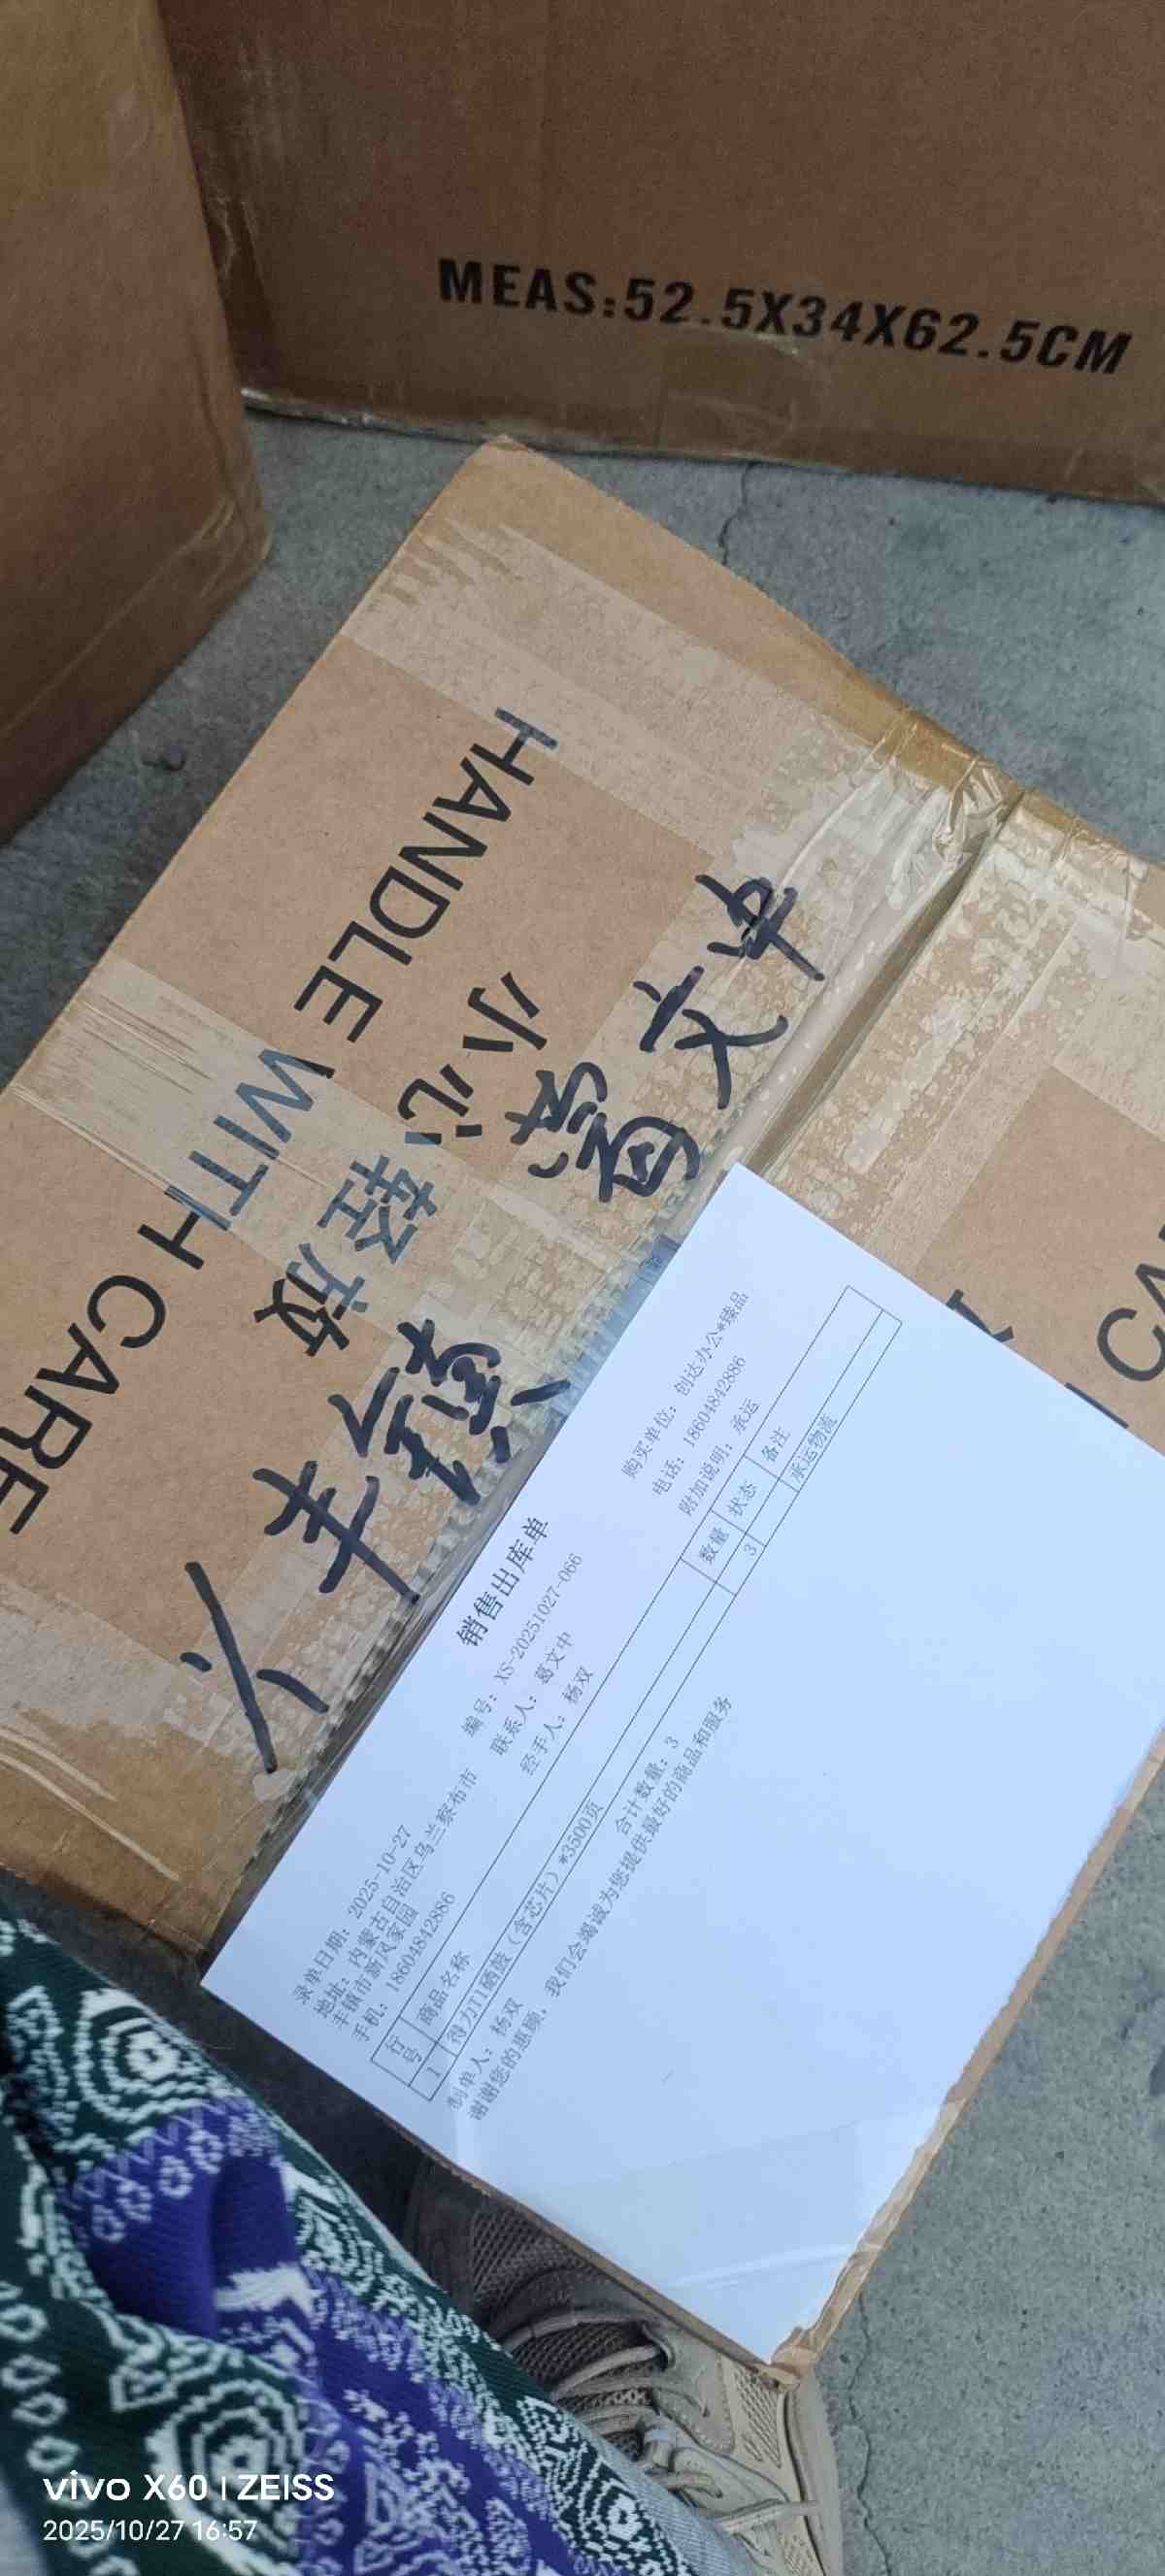 MEAS:52.5X34X62.5CM
HANDLE WITH CARE
小心轻放
丰镇
葛文中
销售出库单
录单日期：2025-10-27
编号：XS-20251027-066
购买单位：创达办公*臻品
地址：内蒙古自治区乌兰察布市
丰镇市新风家园
联系人：葛文中
电话：18604842886
手机：18604842886
经手人：杨双
附加说明：承运
行号 商品名称 数量 状态 备注
1 得力T1硒鼓（含芯片）*3500页 3 承运物流
合计数量：3
制单人：杨双
谢谢您的惠顾，我们会竭诚为您提供最好的商品和服务
vivo X60 | ZEISS
2025/10/27 16:57